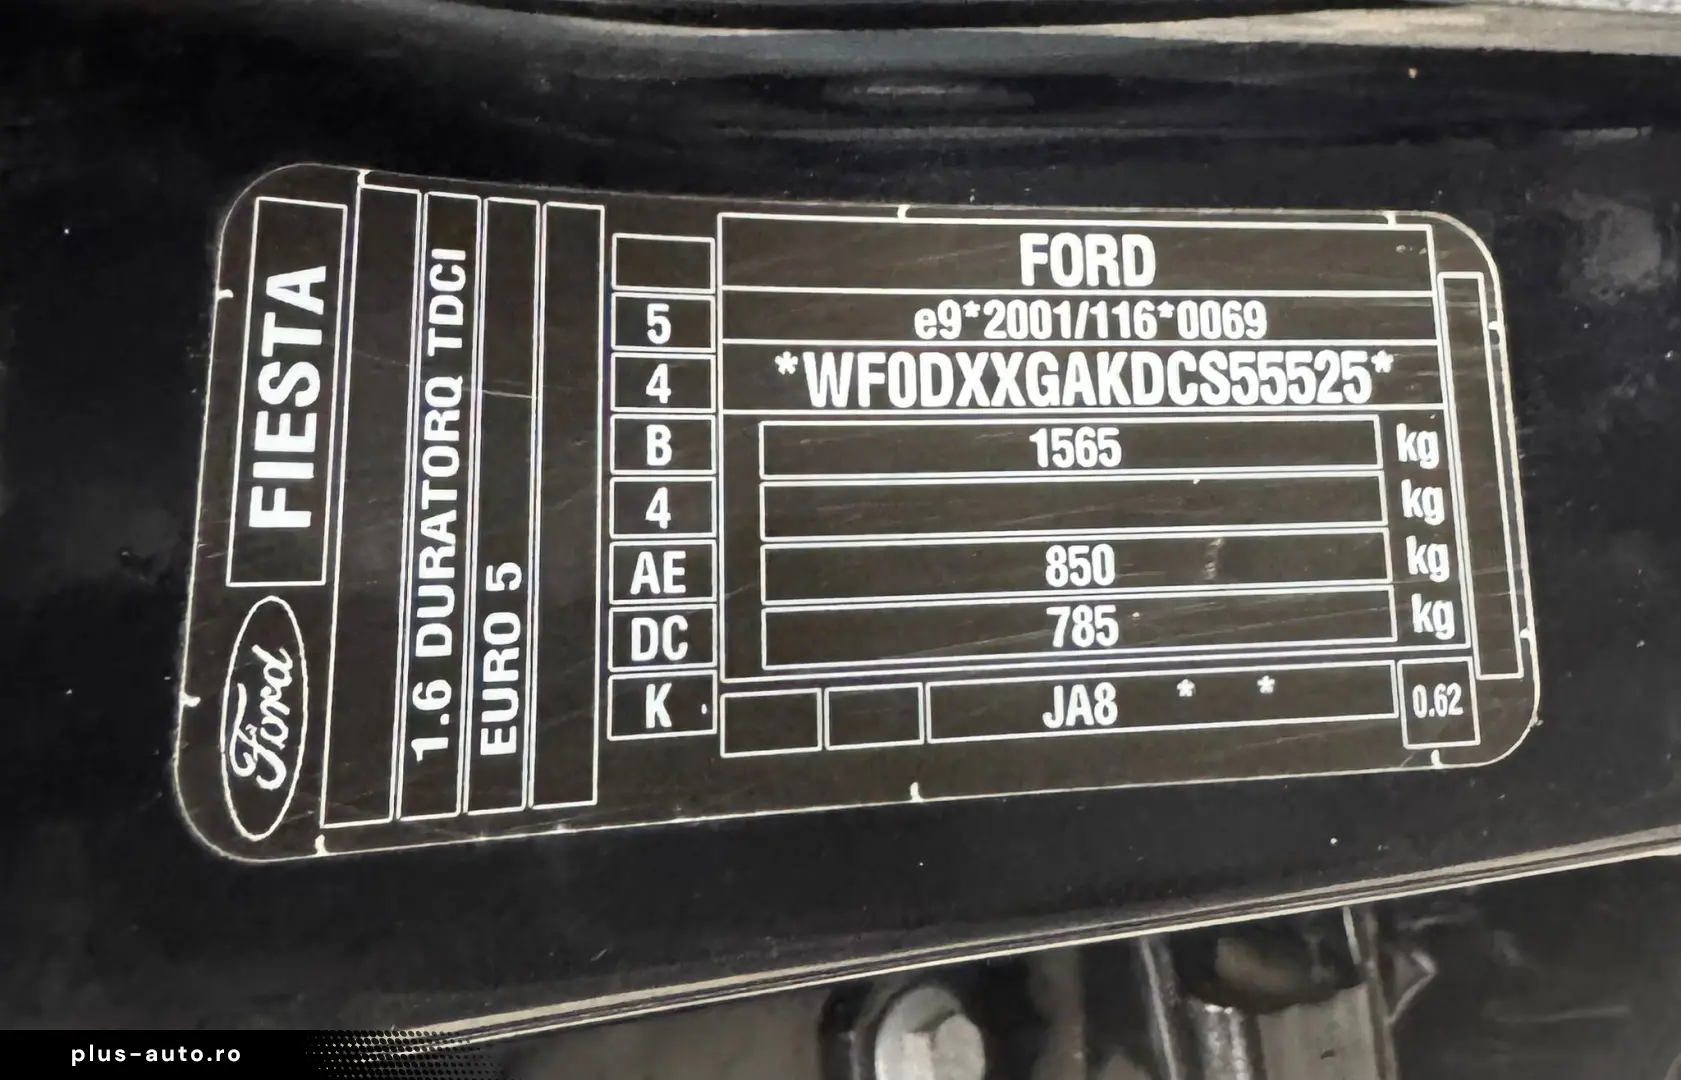 FIESTA
Ford
1.6 DURATORQ TDCI
EURO 5
5
4
B
4
AE
DC
K
FORD
e9*2001/116*0069
*WF0DXXGAKDCS55525*
1565 kg
kg
850 kg
785 kg
JA8 * *
0.62
plus-auto.ro